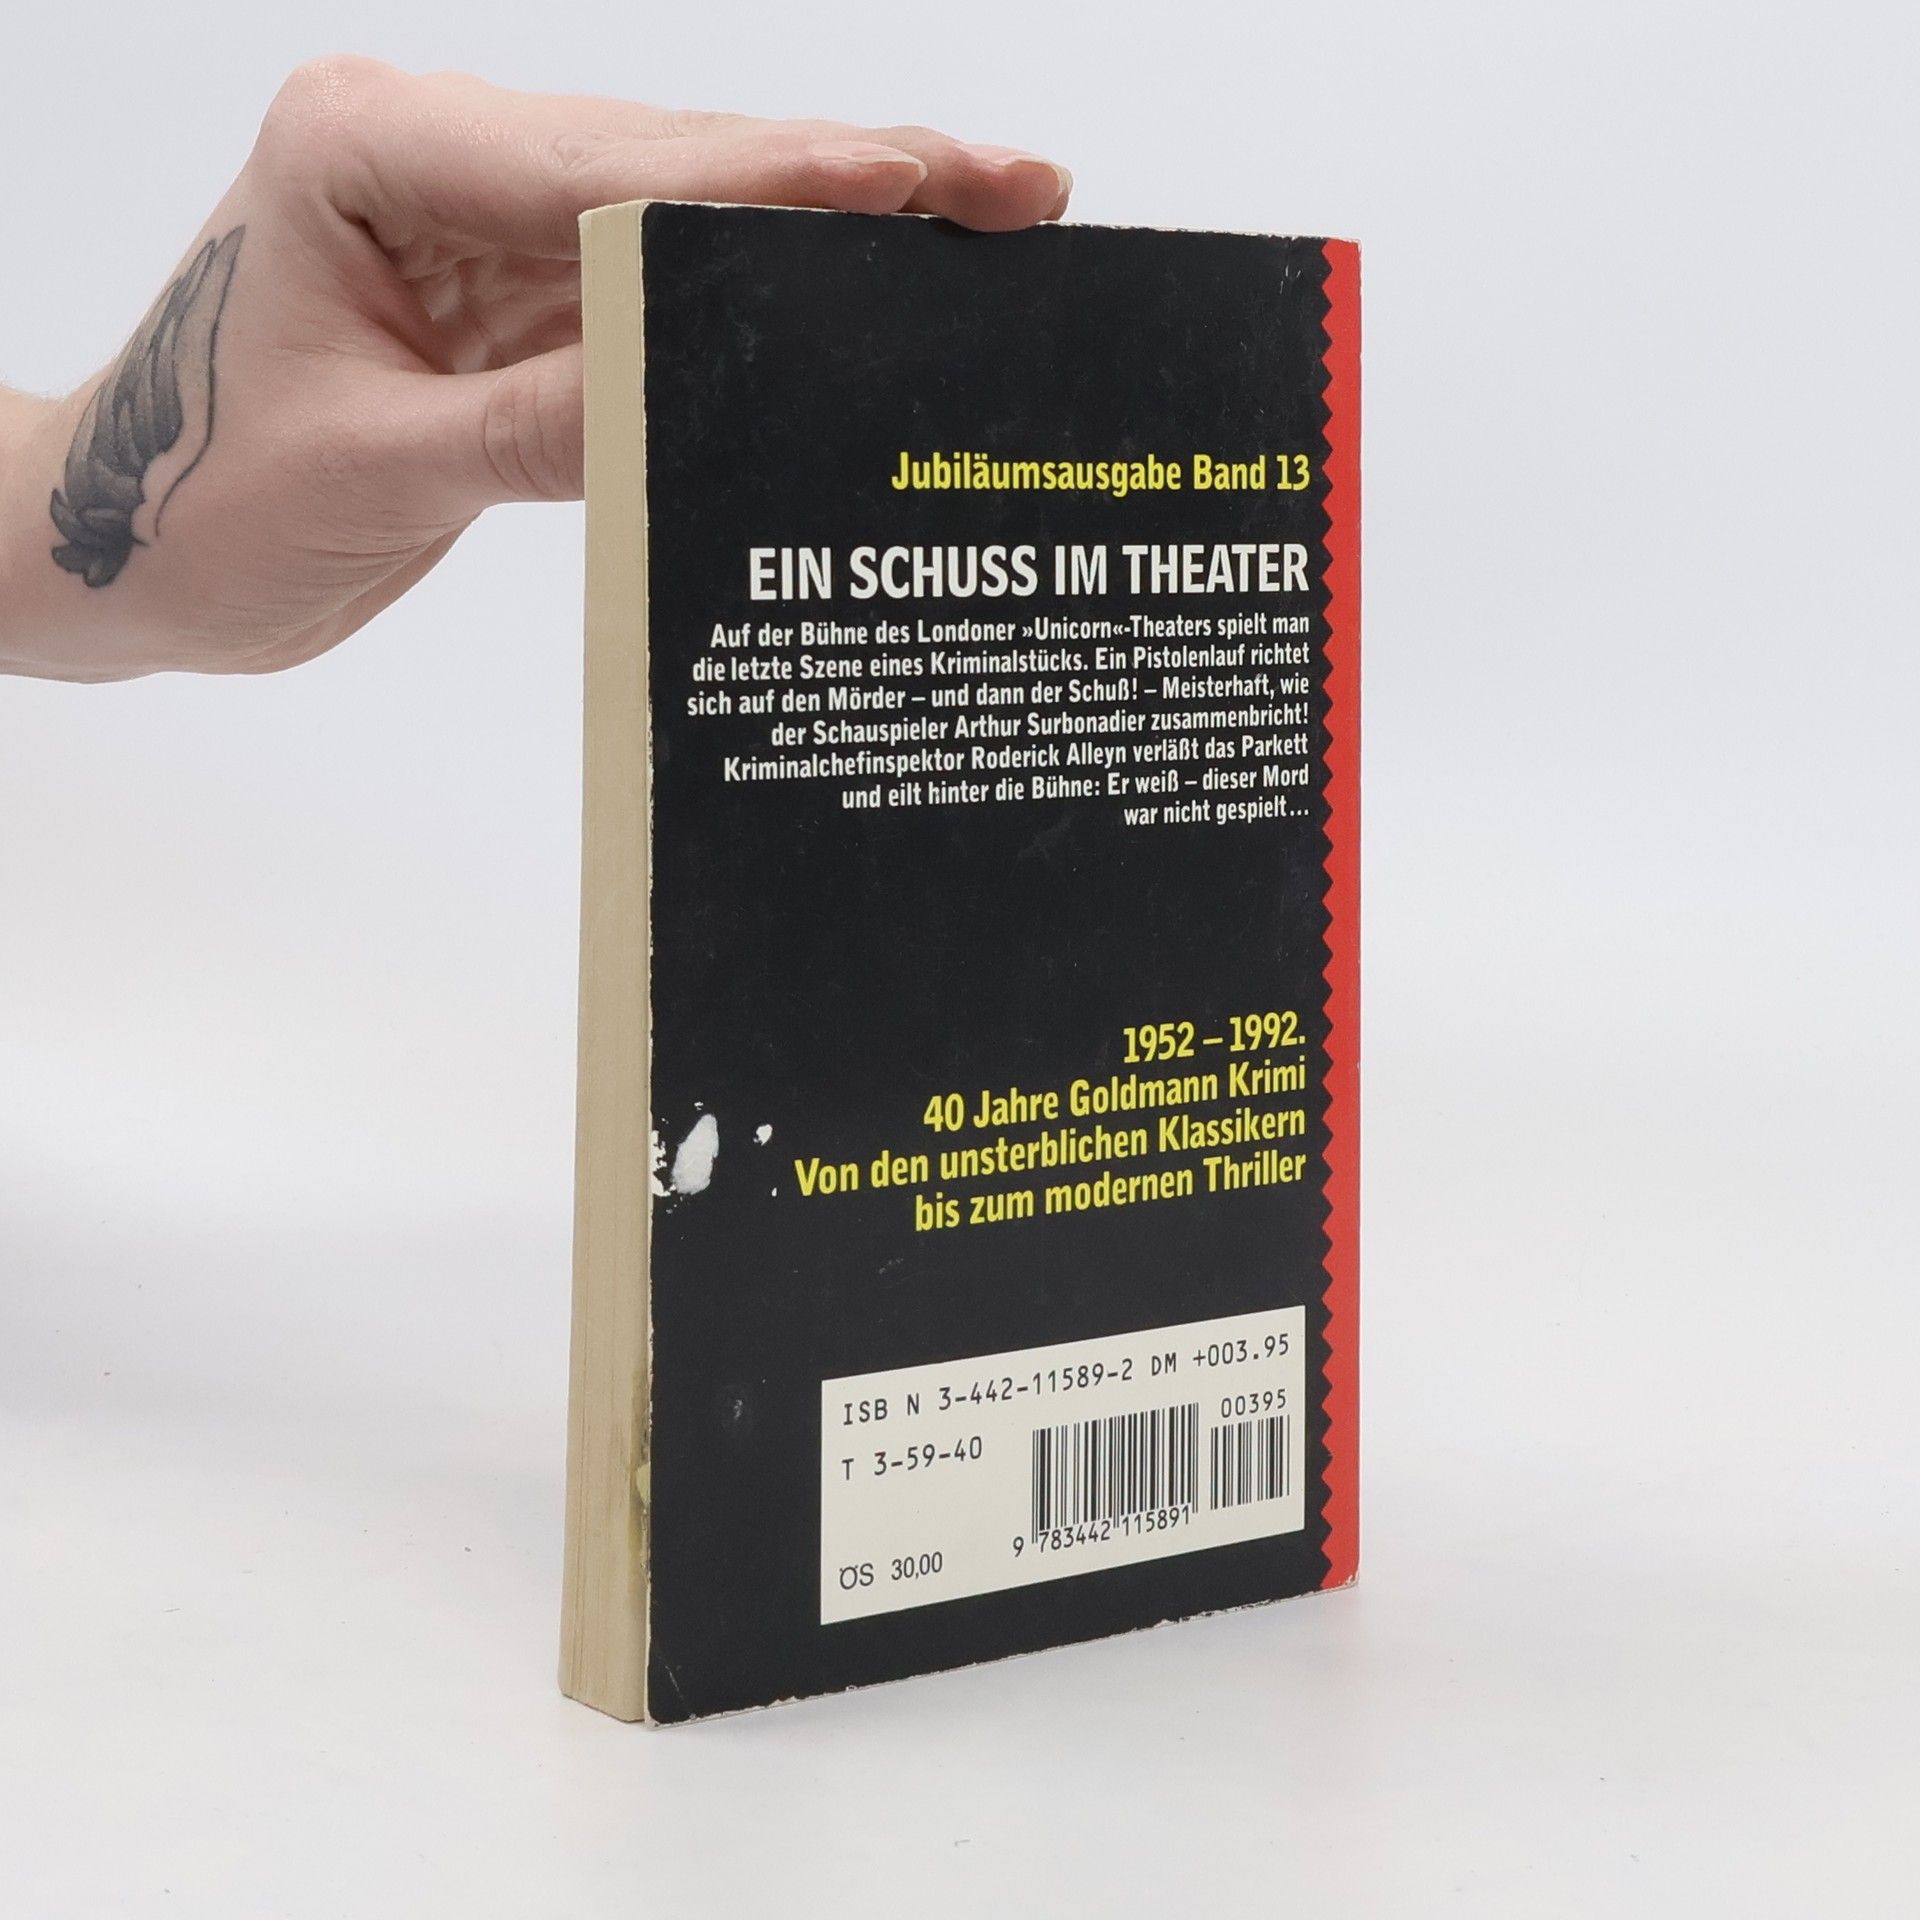 Jubiläumsausgabe Band 13
EIN SCHUSS IM THEATER
Auf der Bühne des Londoner »Unicorn«-Theaters spielt man
die letzte Szene eines Kriminalstücks. Ein Pistolenlauf richtet
sich auf den Mörder – und dann der Schuß! – Meisterhaft, wie
der Schauspieler Arthur Surbonadier zusammenbricht!
Kriminalchefinspektor Roderick Alleyn verläßt das Parkett
und eilt hinter die Bühne: Er weiß – dieser Mord
war nicht gespielt...
1952 – 1992.
40 Jahre Goldmann Krimi
Von den unsterblichen Klassikern
bis zum modernen Thriller
ISB N 3-442-11589-2 DM +003.95
00395
T 3-59-40
9 783442 115891
ÖS 30,00